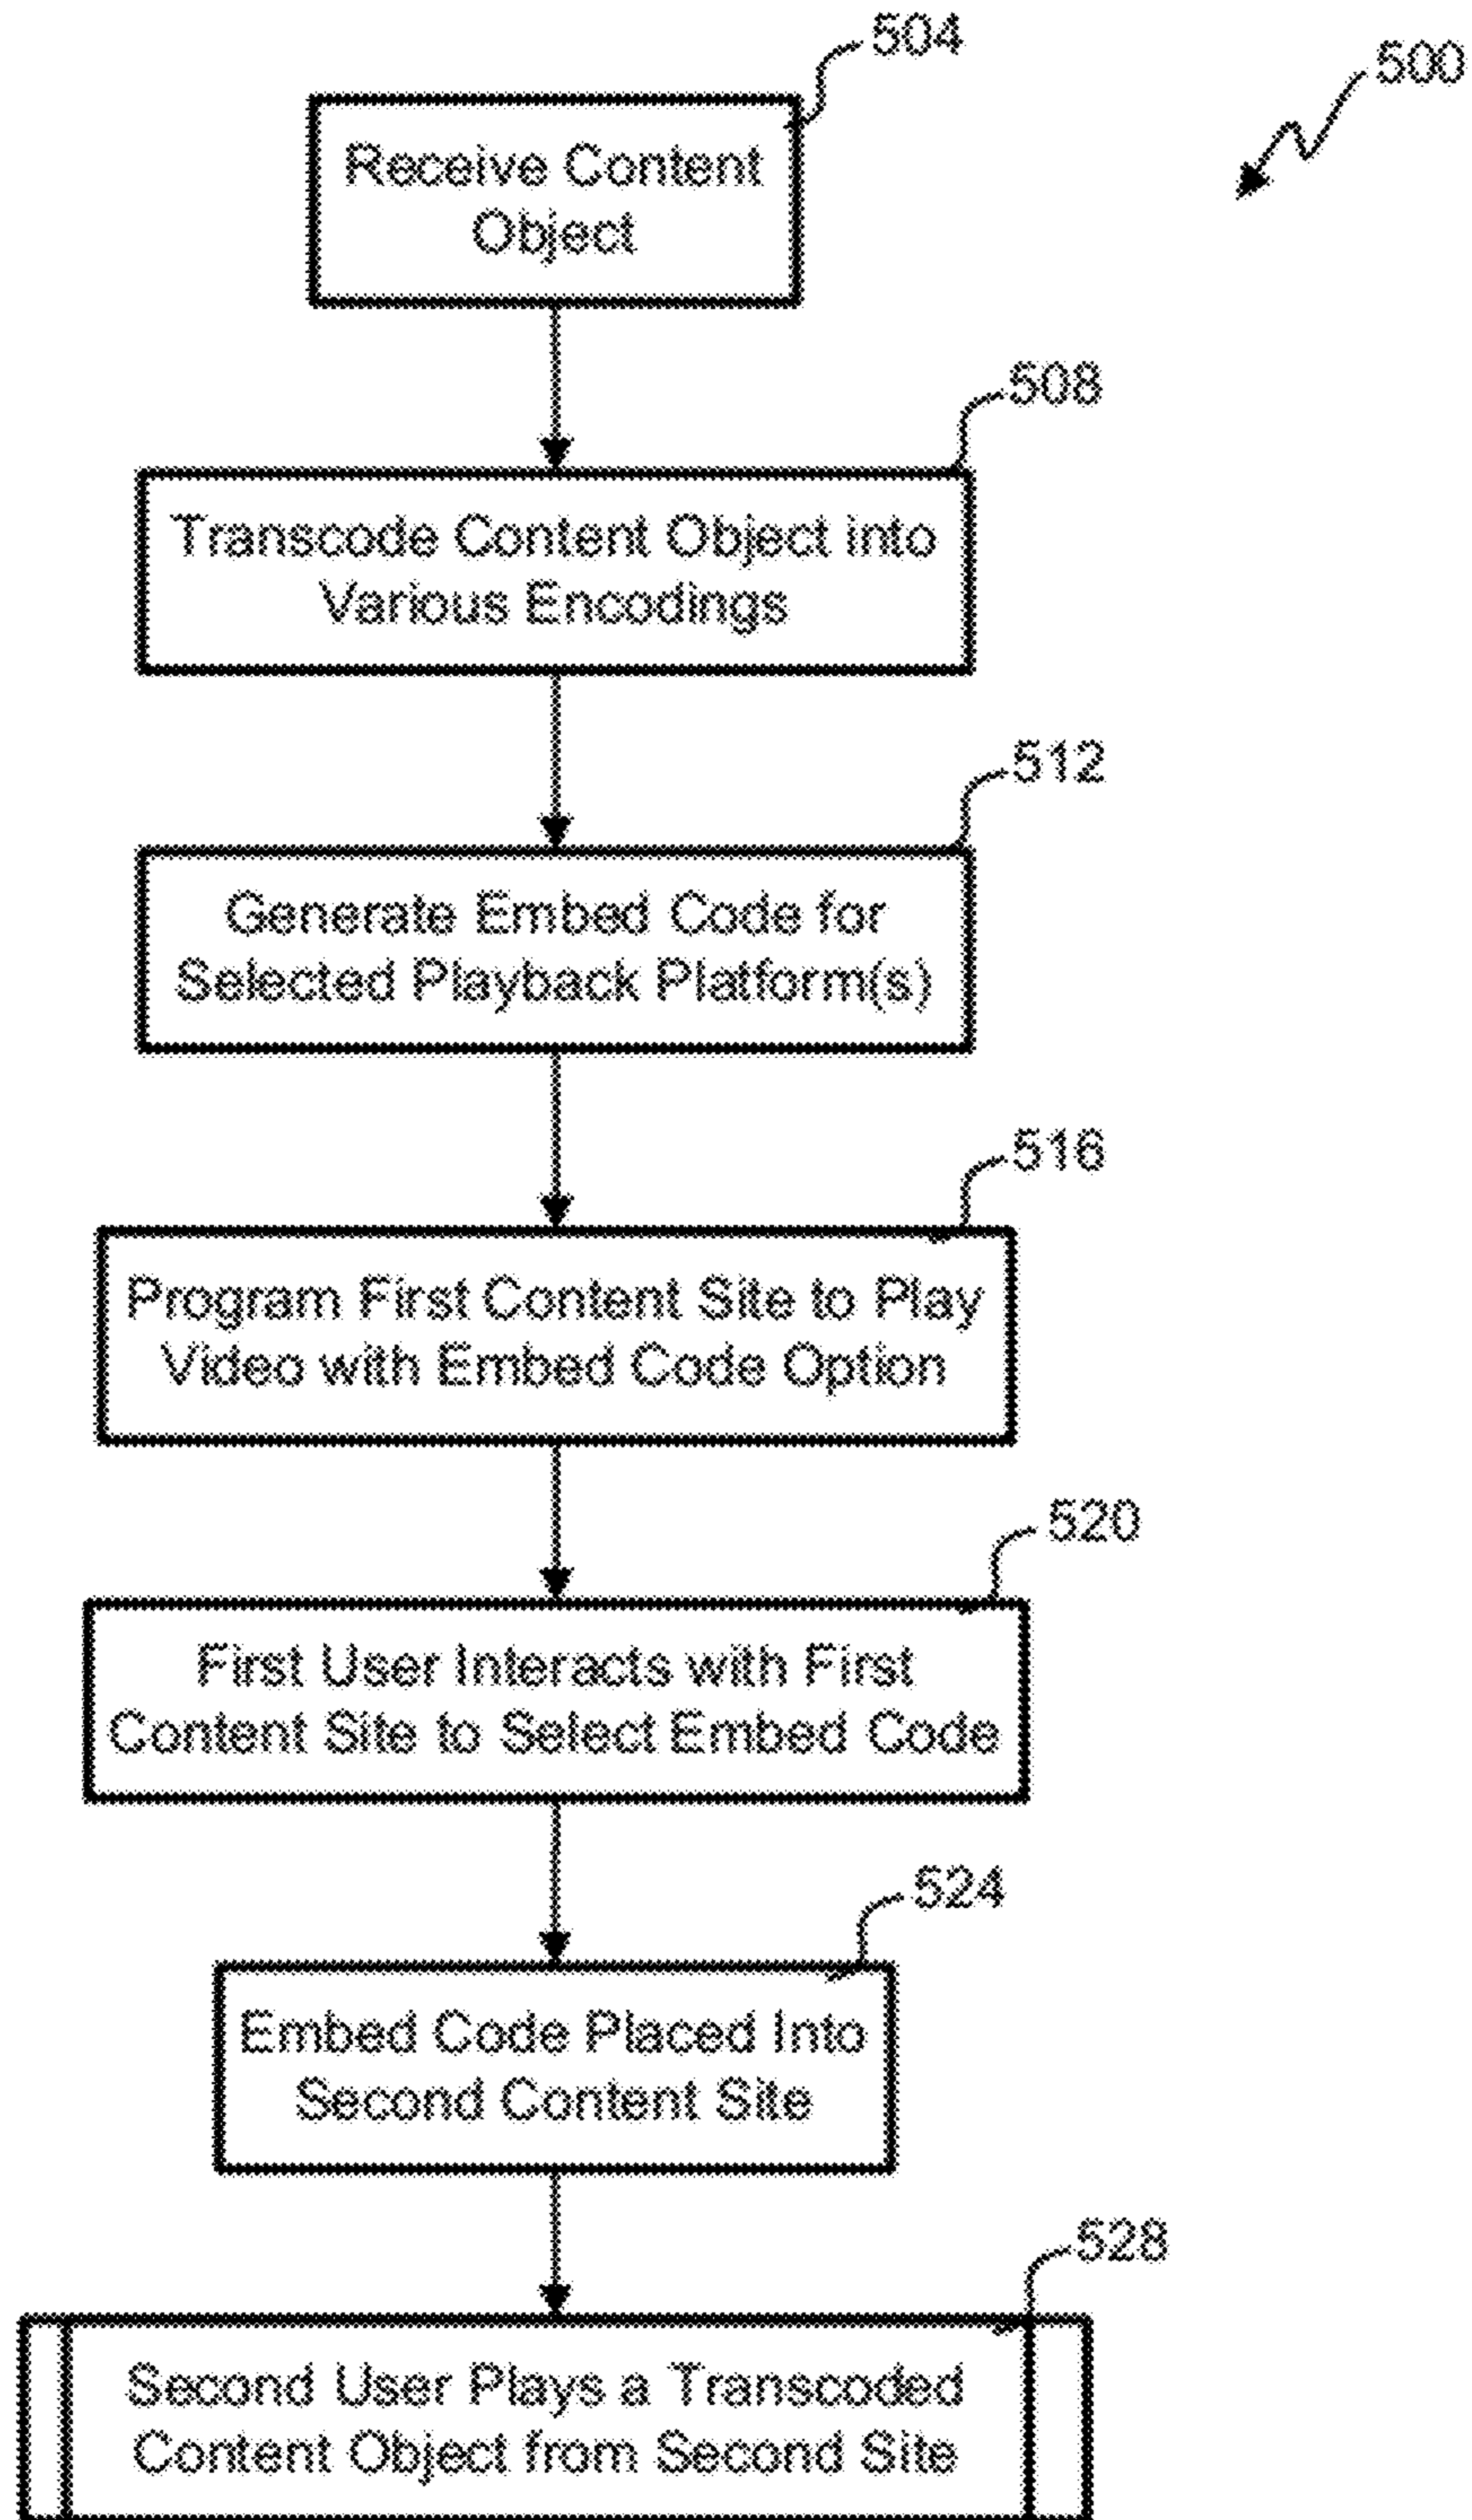 504
500
Receive Content
Object
508
Transcode Content Object into
Various Encodings
512
Generate Embed Code for
Selected Playback Platform(s)
516
Program First Content Site to Play
Video with Embed Code Option
520
First User Interacts with First
Content Site to Select Embed Code
524
Embed Code Placed Into
Second Content Site
528
Second User Plays a Transcoded
Content Object from Second Site